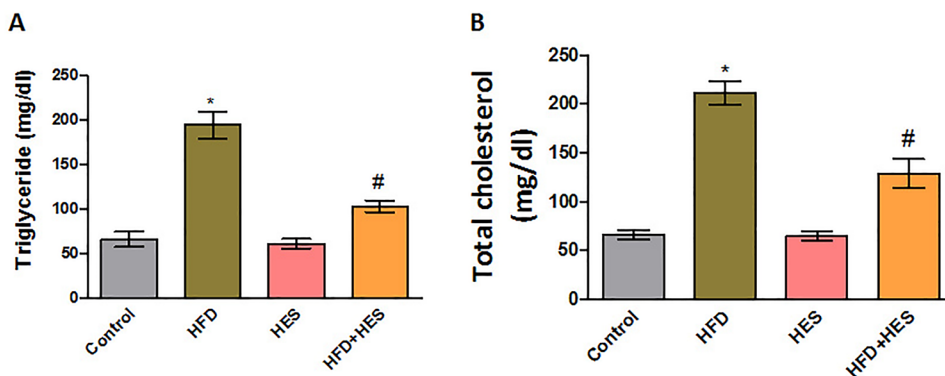 A
Triglyceride (mg/dl)
250
200
150
100
50
0
*
#
Control
HFD
HES
HFD+HES
B
Total cholesterol
(mg/dl)
250
200
150
100
50
0
*
#
Control
HFD
HES
HFD+HES